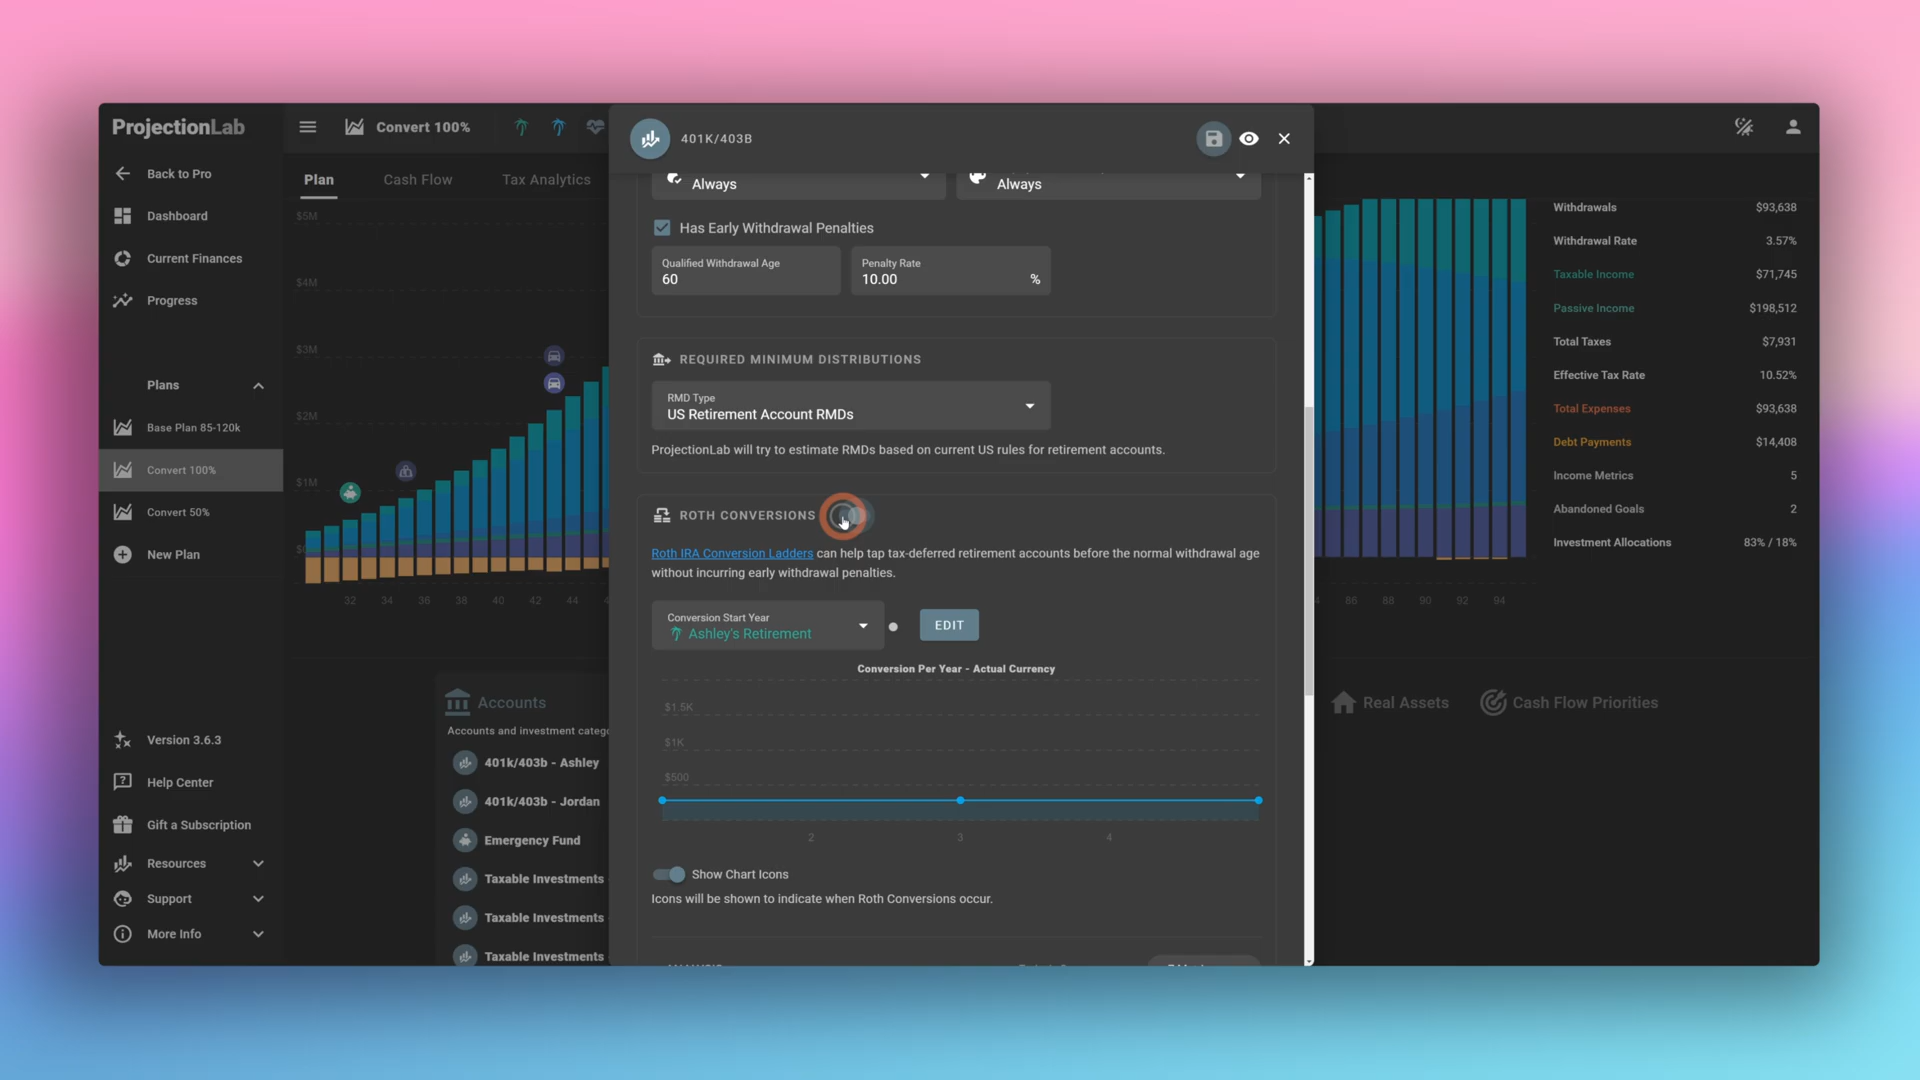 ProjectionLab
Back to Pro
Dashboard
Current Finances
Progress
Plans
Base Plan 85-120k
Convert 100%
Convert 50%
New Plan
Version 3.6.3
Help Center
Gift a Subscription
Resources
Support
More Info
Convert 100%
Plan
Cash Flow
Tax Analytics
$5M
$4M
$3M
$2M
$1M
32 34 36 38 40 42 44
Accounts
Accounts and investment
401k/403b - Ashley
401k/403b - Jordan
Emergency Fund
Taxable Investments
Taxable Investments
Taxable Investments
401K/403B
Always
Always
Has Early Withdrawal Penalties
Qualified Withdrawal Age
60
Penalty Rate
10.00 %
REQUIRED MINIMUM DISTRIBUTIONS
RMD Type
US Retirement Account RMDs
ProjectionLab will try to estimate RMDs based on current US rules for retirement accounts.
ROTH CONVERSIONS
Roth IRA Conversion Ladders can help tap tax-deferred retirement accounts before the normal withdrawal age
without incurring early withdrawal penalties.
Conversion Start Year
Ashley's Retirement
EDIT
Conversion Per Year - Actual Currency
$1.5K
$1K
$500
2 3 4
Show Chart Icons
Icons will be shown to indicate when Roth Conversions occur.
86 88 90 92 94
Withdrawals $93,638
Withdrawal Rate 3.57%
Taxable Income $71,745
Passive Income $198,512
Total Taxes $7,931
Effective Tax Rate 10.52%
Total Expenses $93,638
Debt Payments $14,408
Income Metrics 5
Abandoned Goals 2
Investment Allocations 83% / 18%
Real Assets
Cash Flow Priorities